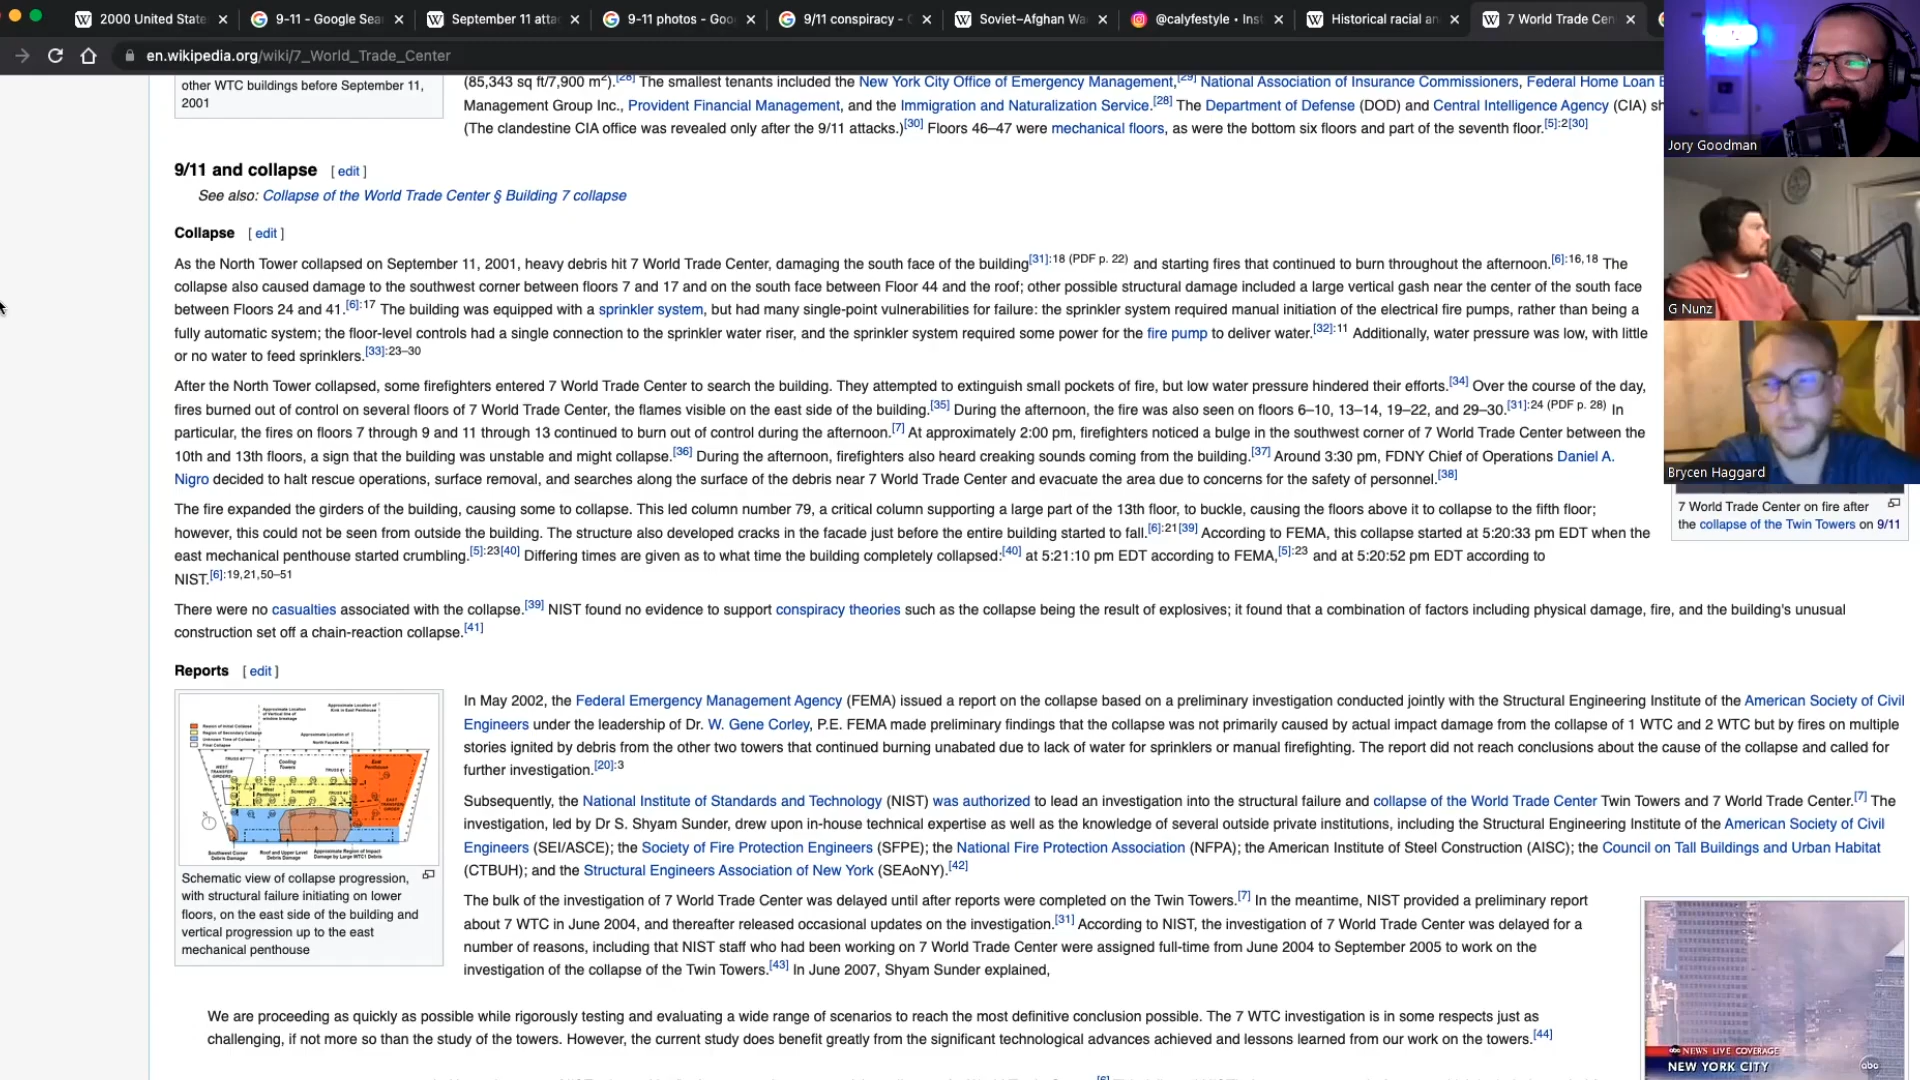 2000 United State
9-11 - Google Sea
September 11 atta
9-11 photos - Goo
9/11 conspiracy - G
Soviet–Afghan Wa
@calyfestyle • Inst
Historical racial an
7 World Trade Cen
en.wikipedia.org/wiki/7_World_Trade_Center
other WTC buildings before September 11,
2001
(85,343 sq ft/7,900 m²).[28] The smallest tenants included the New York City Office of Emergency Management,[29] National Association of Insurance Commissioners, Federal Home Loan B
Management Group Inc., Provident Financial Management, and the Immigration and Naturalization Service.[28] The Department of Defense (DOD) and Central Intelligence Agency (CIA) sh
(The clandestine CIA office was revealed only after the 9/11 attacks.)[30] Floors 46–47 were mechanical floors, as were the bottom six floors and part of the seventh floor.[5]:2[30]
Jory Goodman
9/11 and collapse [ edit ]
See also: Collapse of the World Trade Center § Building 7 collapse
Collapse [ edit ]
As the North Tower collapsed on September 11, 2001, heavy debris hit 7 World Trade Center, damaging the south face of the building[31]:18 (PDF p. 22) and starting fires that continued to burn throughout the afternoon.[6]:16,18 The
collapse also caused damage to the southwest corner between floors 7 and 17 and on the south face between Floor 44 and the roof; other possible structural damage included a large vertical gash near the center of the south face
between Floors 24 and 41.[6]:17 The building was equipped with a sprinkler system, but had many single-point vulnerabilities for failure: the sprinkler system required manual initiation of the electrical fire pumps, rather than being a
fully automatic system; the floor-level controls had a single connection to the sprinkler water riser, and the sprinkler system required some power for the fire pump to deliver water.[32]:11 Additionally, water pressure was low, with little
or no water to feed sprinklers.[33]:23–30
G Nunz
After the North Tower collapsed, some firefighters entered 7 World Trade Center to search the building. They attempted to extinguish small pockets of fire, but low water pressure hindered their efforts.[34] Over the course of the day,
fires burned out of control on several floors of 7 World Trade Center, the flames visible on the east side of the building.[35] During the afternoon, the fire was also seen on floors 6–10, 13–14, 19–22, and 29–30.[31]:24 (PDF p. 28) In
particular, the fires on floors 7 through 9 and 11 through 13 continued to burn out of control during the afternoon.[7] At approximately 2:00 pm, firefighters noticed a bulge in the southwest corner of 7 World Trade Center between the
10th and 13th floors, a sign that the building was unstable and might collapse.[36] During the afternoon, firefighters also heard creaking sounds coming from the building.[37] Around 3:30 pm, FDNY Chief of Operations Daniel A.
Nigro decided to halt rescue operations, surface removal, and searches along the surface of the debris near 7 World Trade Center and evacuate the area due to concerns for the safety of personnel.[38]
Brycen Haggard
The fire expanded the girders of the building, causing some to collapse. This led column number 79, a critical column supporting a large part of the 13th floor, to buckle, causing the floors above it to collapse to the fifth floor;
however, this could not be seen from outside the building. The structure also developed cracks in the facade just before the entire building started to fall.[6]:21[39] According to FEMA, this collapse started at 5:20:33 pm EDT when the
east mechanical penthouse started crumbling.[5]:23[40] Differing times are given as to what time the building completely collapsed:[40] at 5:21:10 pm EDT according to FEMA,[5]:23 and at 5:20:52 pm EDT according to
NIST.[6]:19,21,50–51
7 World Trade Center on fire after
the collapse of the Twin Towers on 9/11
There were no casualties associated with the collapse.[39] NIST found no evidence to support conspiracy theories such as the collapse being the result of explosives; it found that a combination of factors including physical damage, fire, and the building's unusual
construction set off a chain-reaction collapse.[41]
Reports [ edit ]
In May 2002, the Federal Emergency Management Agency (FEMA) issued a report on the collapse based on a preliminary investigation conducted jointly with the Structural Engineering Institute of the American Society of Civil
Engineers under the leadership of Dr. W. Gene Corley, P.E. FEMA made preliminary findings that the collapse was not primarily caused by actual impact damage from the collapse of 1 WTC and 2 WTC but by fires on multiple
stories ignited by debris from the other two towers that continued burning unabated due to lack of water for sprinklers or manual firefighting. The report did not reach conclusions about the cause of the collapse and called for
further investigation.[20]:3
Schematic view of collapse progression,
with structural failure initiating on lower
floors, on the east side of the building and
vertical progression up to the east
mechanical penthouse
Subsequently, the National Institute of Standards and Technology (NIST) was authorized to lead an investigation into the structural failure and collapse of the World Trade Center Twin Towers and 7 World Trade Center.[7] The
investigation, led by Dr S. Shyam Sunder, drew upon in-house technical expertise as well as the knowledge of several outside private institutions, including the Structural Engineering Institute of the American Society of Civil
Engineers (SEI/ASCE); the Society of Fire Protection Engineers (SFPE); the National Fire Protection Association (NFPA); the American Institute of Steel Construction (AISC); the Council on Tall Buildings and Urban Habitat
(CTBUH); and the Structural Engineers Association of New York (SEAoNY).[42]
The bulk of the investigation of 7 World Trade Center was delayed until after reports were completed on the Twin Towers.[7] In the meantime, NIST provided a preliminary report
about 7 WTC in June 2004, and thereafter released occasional updates on the investigation.[31] According to NIST, the investigation of 7 World Trade Center was delayed for a
number of reasons, including that NIST staff who had been working on 7 World Trade Center were assigned full-time from June 2004 to September 2005 to work on the
investigation of the collapse of the Twin Towers.[43] In June 2007, Shyam Sunder explained,
We are proceeding as quickly as possible while rigorously testing and evaluating a wide range of scenarios to reach the most definitive conclusion possible. The 7 WTC investigation is in some respects just as
challenging, if not more so than the study of the towers. However, the current study does benefit greatly from the significant technological advances achieved and lessons learned from our work on the towers.[44]
abc NEWS LIVE COVERAGE
NEW YORK CITY
abc